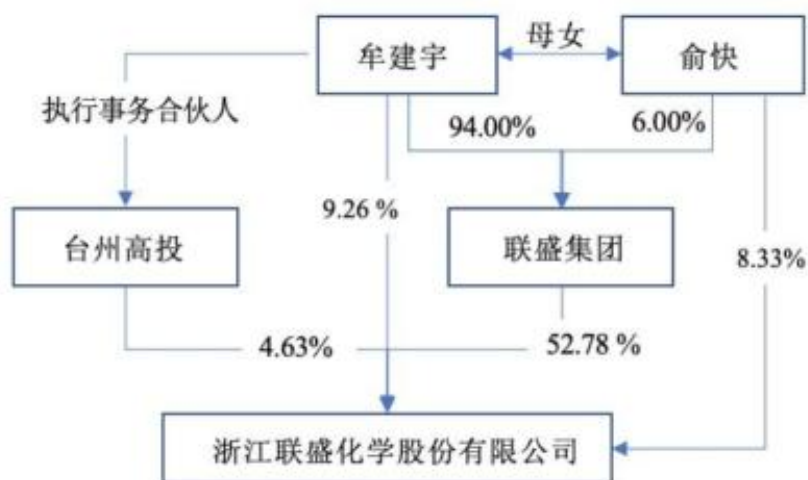 牟建宇
母女
俞快
执行事务合伙人
94.00%
6.00%
9.26 %
台州高投
联盛集团
8.33%
4.63%
52.78 %
浙江联盛化学股份有限公司